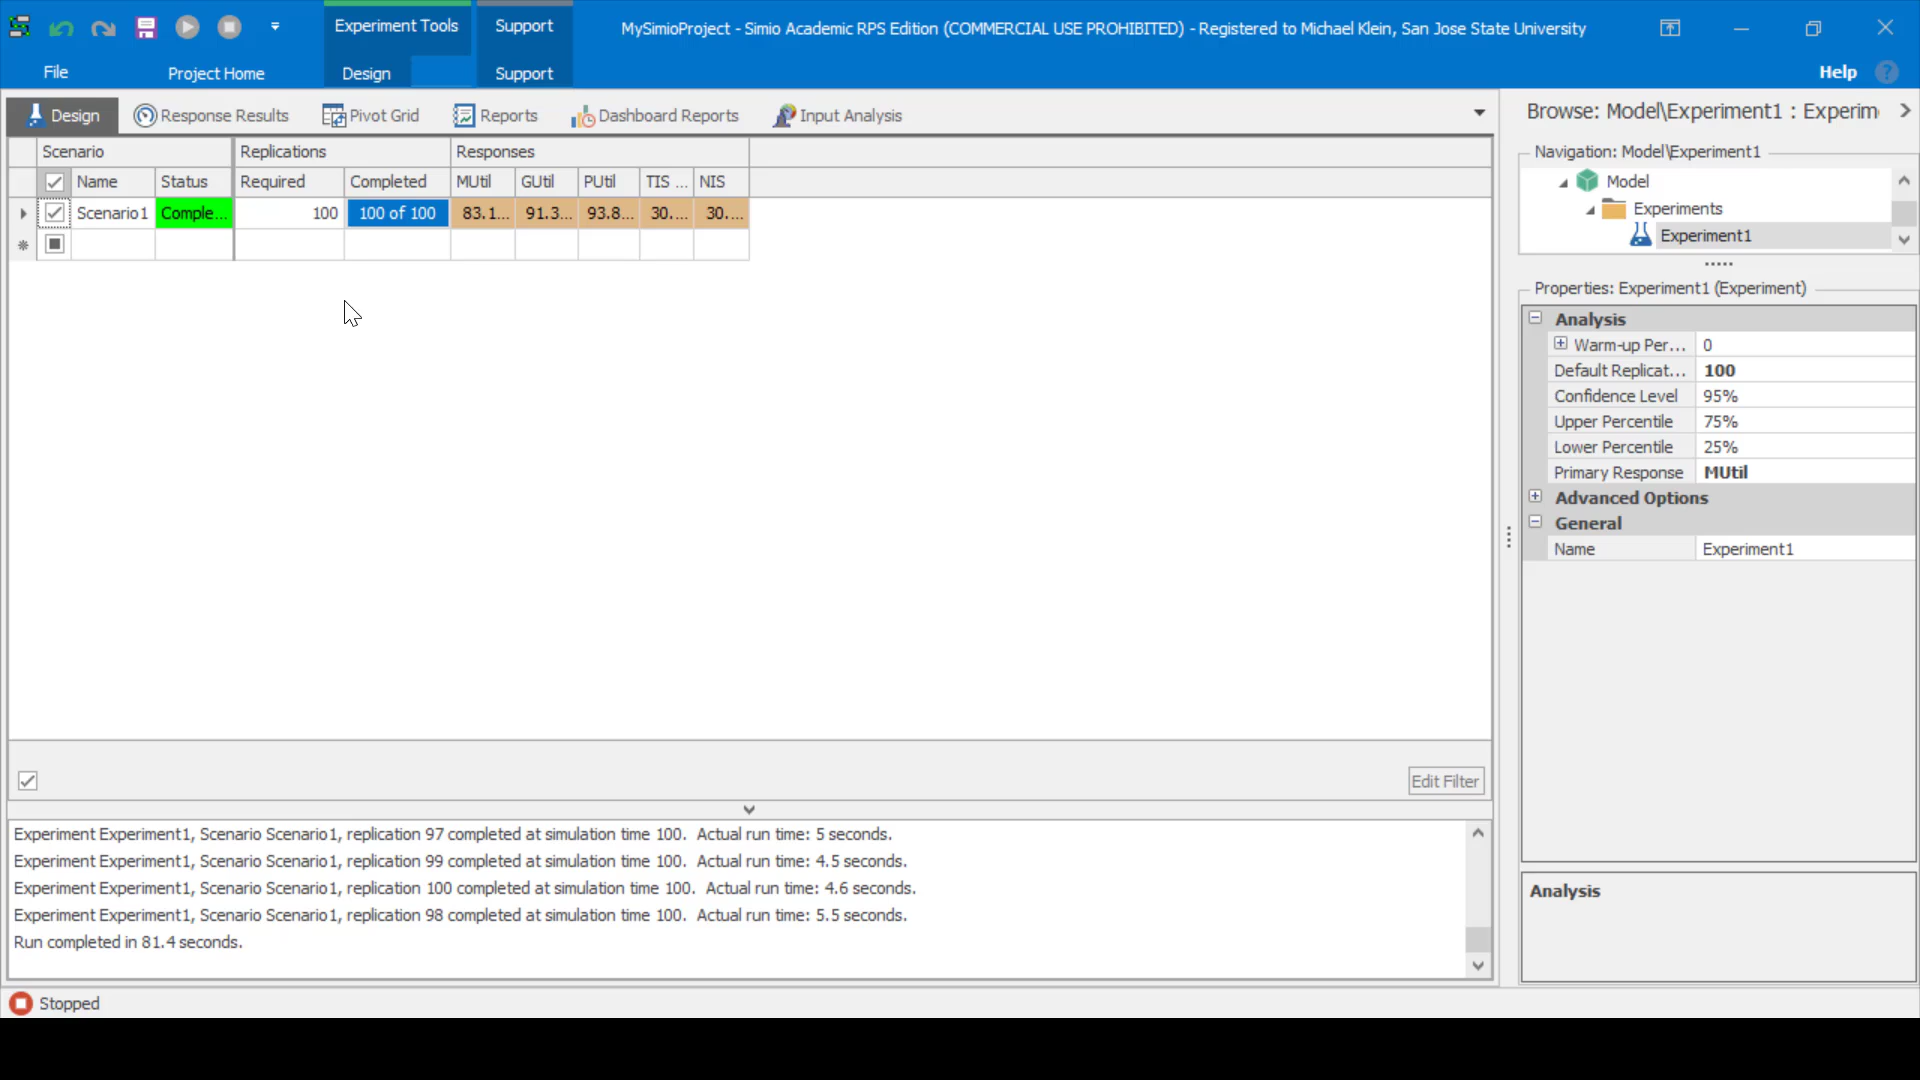 Experiment Tools
Support
MySimioProject - Simio Academic RPS Edition (COMMERCIAL USE PROHIBITED) - Registered to Michael Klein, San Jose State University
File
Project Home
Design
Support
Help
Design
Response Results
Pivot Grid
Reports
Dashboard Reports
Input Analysis
Browse: Model\Experiment1 : Experim
Scenario
Replications
Responses
Navigation: Model\Experiment1
Name
Status
Required
Completed
MUtil
GUtil
PUtil
TIS ...
NIS
Model
Scenario1
Comple...
100
100 of 100
83.1...
91.3...
93.8...
30....
30....
Experiments
Experiment1
Properties: Experiment1 (Experiment)
Analysis
Warm-up Per...
0
Default Replicat...
100
Confidence Level
95%
Upper Percentile
75%
Lower Percentile
25%
Primary Response
MUtil
Advanced Options
General
Name
Experiment1
Edit Filter
Experiment Experiment1, Scenario Scenario1, replication 97 completed at simulation time 100.  Actual run time: 5 seconds.
Experiment Experiment1, Scenario Scenario1, replication 99 completed at simulation time 100.  Actual run time: 4.5 seconds.
Experiment Experiment1, Scenario Scenario1, replication 100 completed at simulation time 100.  Actual run time: 4.6 seconds.
Experiment Experiment1, Scenario Scenario1, replication 98 completed at simulation time 100.  Actual run time: 5.5 seconds.
Run completed in 81.4 seconds.
Analysis
Stopped